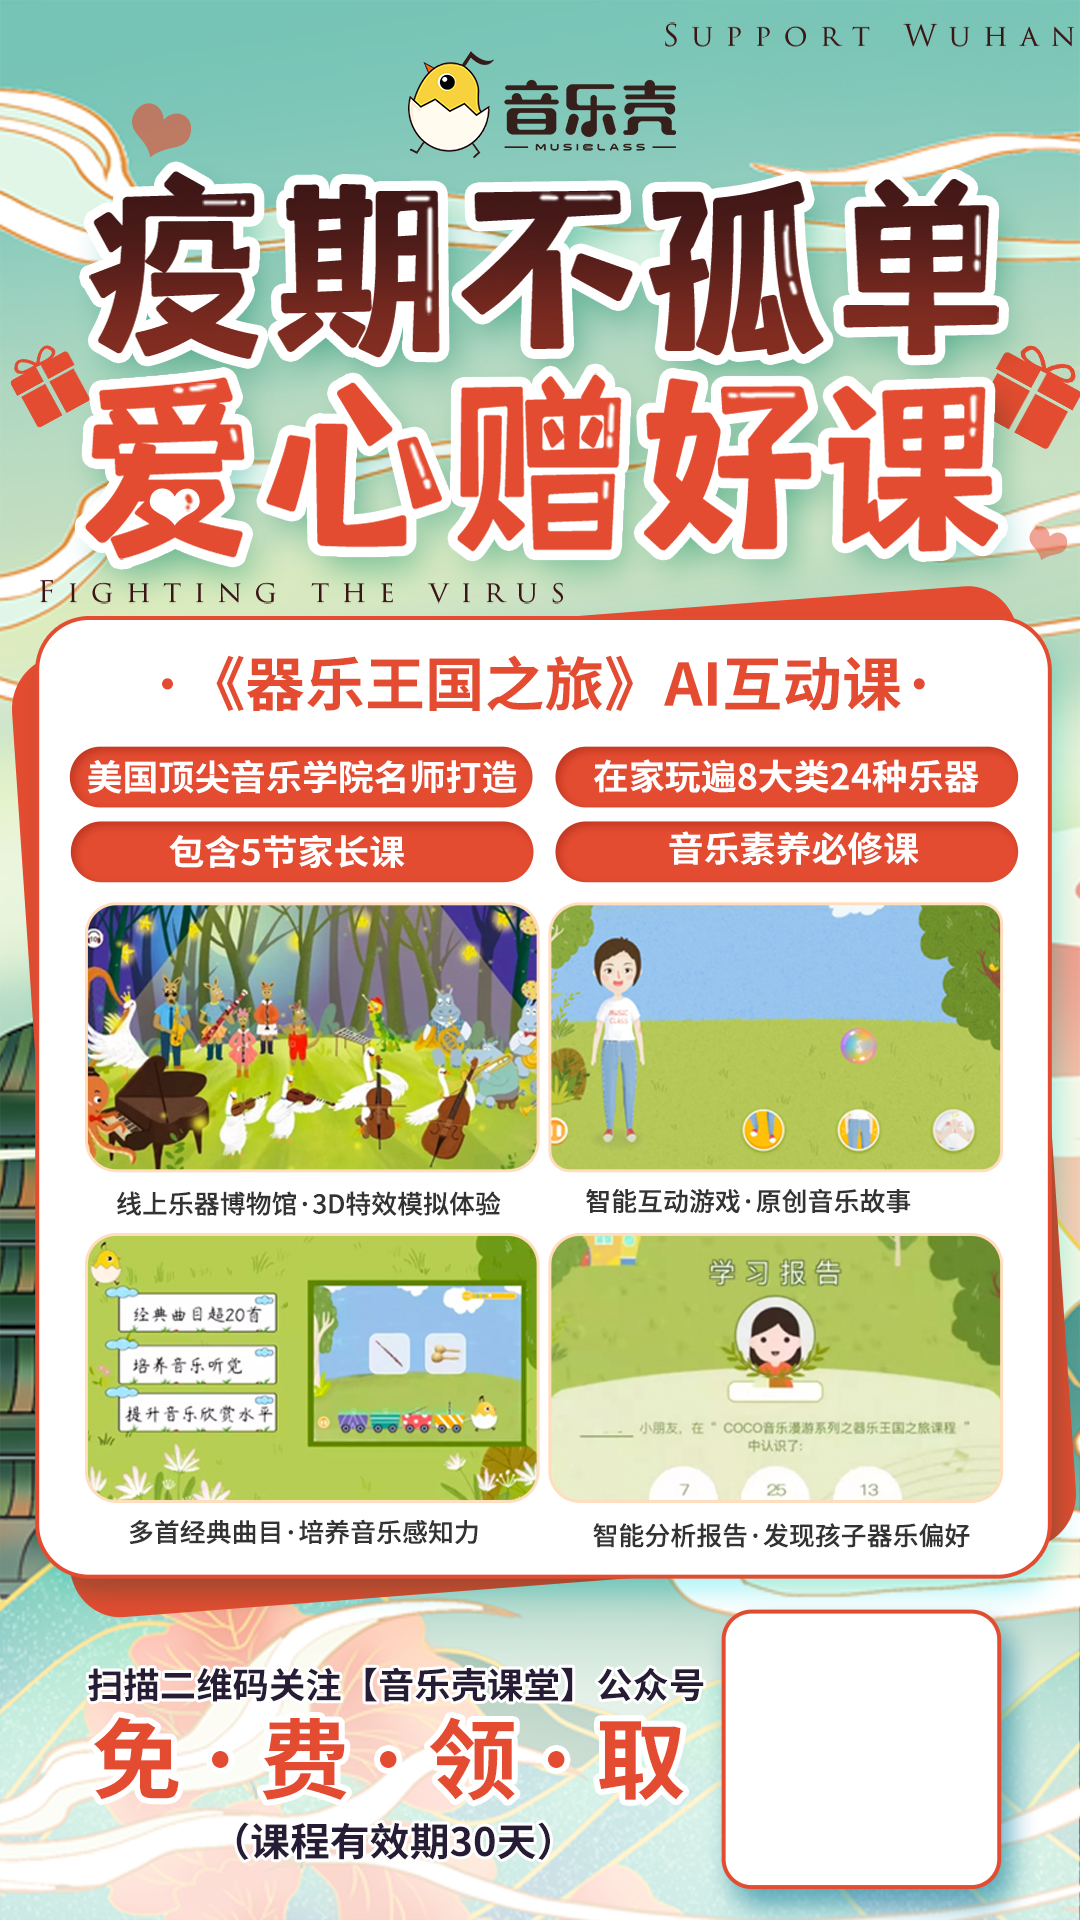 SUPPORT WUHAN
音乐壳
MUSICLASS
疫期不孤单
爱心赠好课
FIGHTING THE VIRUS
·《器乐王国之旅》AI互动课·
美国顶尖音乐学院名师打造
在家玩遍8大类24种乐器
包含5节家长课
音乐素养必修课
MUSIC
CLASS
线上乐器博物馆·3D特效模拟体验
智能互动游戏·原创音乐故事
经典曲目超20首
培养音乐听觉
提升音乐欣赏水平
学习报告
小朋友，在“ COCO音乐漫游系列之器乐王国之旅课程 ”
中认识了:
7 25 13
多首经典曲目·培养音乐感知力
智能分析报告·发现孩子器乐偏好
扫描二维码关注【音乐壳课堂】公众号
免·费·领·取
（课程有效期30天）